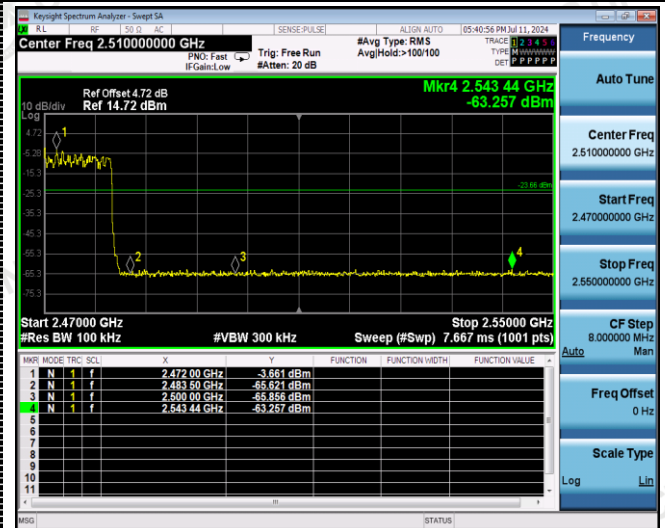 Keysight Spectrum Analyzer - Swept SA
RL RF 50 Ω AC SENSE:PULSE ALIGN AUTO 05:40:56 PM Jul 11, 2024
Center Freq 2.510000000 GHz
PNO: Fast
IFGain:Low
Trig: Free Run
#Atten: 20 dB
#Avg Type: RMS
Avg|Hold:>100/100
TRACE 1 2 3 4 5 6
TYPE M
DET P P P P P P
Frequency
Auto Tune
Center Freq
2.510000000 GHz
Start Freq
2.470000000 GHz
Stop Freq
2.550000000 GHz
CF Step
8.000000 MHz
Auto Man
Freq Offset
0 Hz
Scale Type
Log Lin
Mkr4 2.543 44 GHz
-63.257 dBm
Ref Offset 4.72 dB
10 dB/div Ref 14.72 dBm
Log
4.72
-5.28
-15.3
-25.3
-35.3
-45.3
-55.3
-65.3
-75.3
1
2
3
4
-23.66 dBm
Start 2.47000 GHz Stop 2.55000 GHz
#Res BW 100 kHz #VBW 300 kHz Sweep (#Swp) 7.667 ms (1001 pts)
MKR MODE TRC SCL X Y FUNCTION FUNCTION WIDTH FUNCTION VALUE
1 N 1 f 2.472 00 GHz -3.661 dBm
2 N 1 f 2.483 50 GHz -65.621 dBm
3 N 1 f 2.500 00 GHz -65.856 dBm
4 N 1 f 2.543 44 GHz -63.257 dBm
5
6
7
8
9
10
11
MSG STATUS